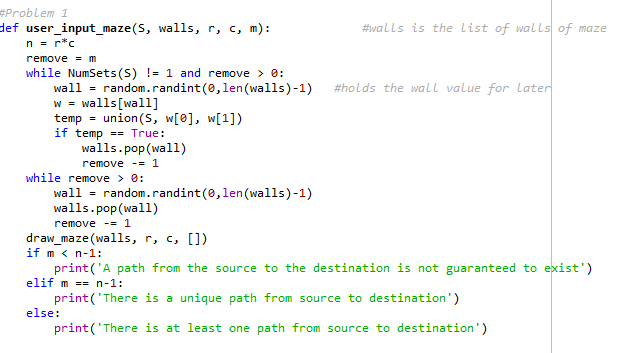 #Problem 1
def user_input_maze(S, walls, r, c, m):             #walls is the list of walls of maze
    n = r*c
    remove = m
    while NumSets(S) != 1 and remove > 0:
        wall = random.randint(0,len(walls)-1)   #holds the wall value for later
        w = walls[wall]
        temp = union(S, w[0], w[1])
        if temp == True:
            walls.pop(wall)
            remove -= 1
    while remove > 0:
        wall = random.randint(0,len(walls)-1)
        walls.pop(wall)
        remove -= 1
    draw_maze(walls, r, c, [])
    if m < n-1:
        print('A path from the source to the destination is not guaranteed to exist')
    elif m == n-1:
        print('There is a unique path from source to destination')
    else:
        print('There is at least one path from source to destination')